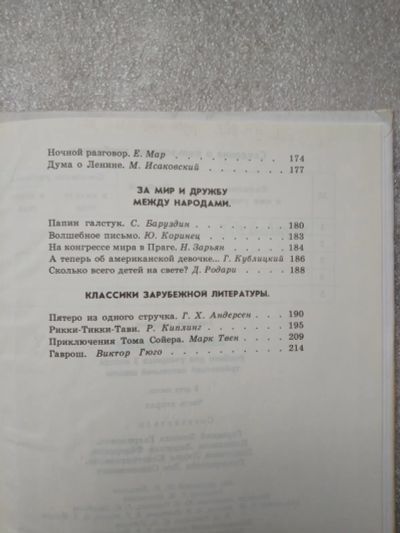 Ночной разговор. Е. Мар 174
Дума о Ленине. М. Исаковский 177
ЗА МИР И ДРУЖБУ
МЕЖДУ НАРОДАМИ.
Папин галстук. С. Баруздин 180
Волшебное письмо. Ю. Коринец 183
На конгрессе мира в Праге. Н. Зарьян 184
А теперь об американской девочке... Г. Кублицкий 186
Сколько всего детей на свете? Д. Родари 188
КЛАССИКИ ЗАРУБЕЖНОЙ ЛИТЕРАТУРЫ.
Пятеро из одного стручка. Г. Х. Андерсен 190
Рикки-Тикки-Тави. Р. Киплинг 195
Приключения Тома Сойера. Марк Твен 209
Гаврош. Виктор Гюго 214